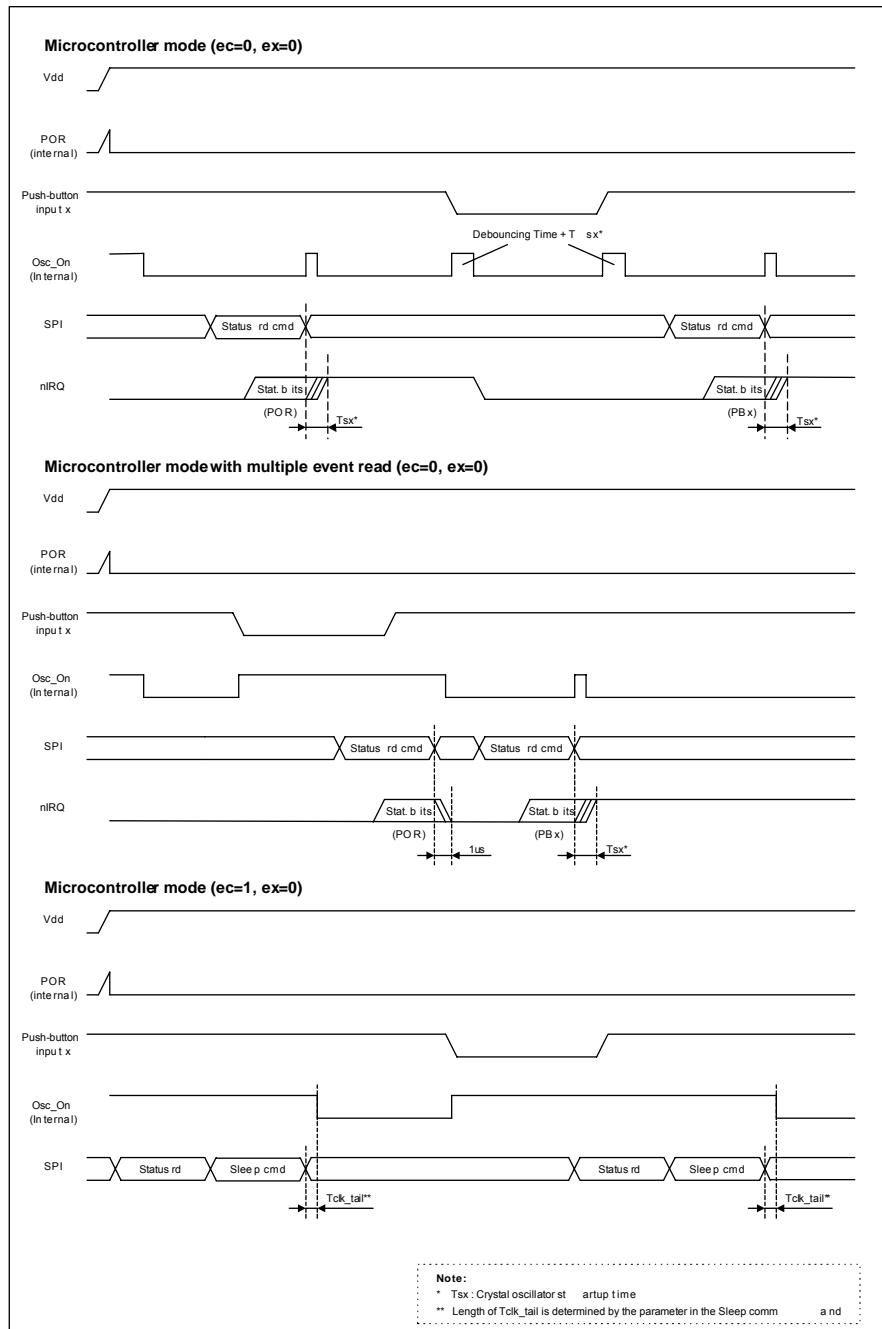 Microcontroller mode (ec=0, ex=0)
Vdd
POR
(internal)
Push-button
input x
Debouncing Time + T sx*
Osc_On
(Internal)
SPI
Status rd cmd
Status rd cmd
nIRQ
Stat. bits
Stat. bits
(POR)
Tsx*
(PBx)
Tsx*
Microcontroller mode with multiple event read (ec=0, ex=0)
Vdd
POR
(internal)
Push-button
input x
Osc_On
(Internal)
SPI
Status rd cmd
Status rd cmd
nIRQ
Stat. bits
Stat. bits
(POR)
(PBx)
1us
Tsx*
Microcontroller mode (ec=1, ex=0)
Vdd
POR
(internal)
Push-button
input x
Osc_On
(Internal)
SPI
Status rd
Sleep cmd
Status rd
Sleep cmd
Tclk_tail**
Tclk_tail**
Note:
* Tsx : Crystal oscillator st artup time
** Length of Tclk_tail is determined by the parameter in the Sleep comm and